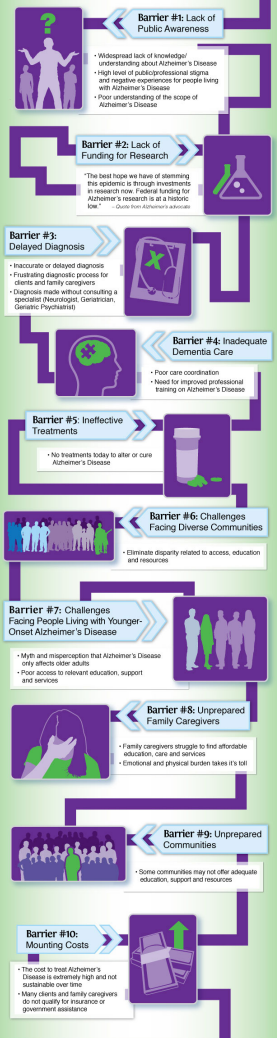 ?
Barrier #1: Lack of
Public Awareness
• Widespread lack of knowledge/
understanding about Alzheimer's Disease
• High level of public/professional stigma
and negative experiences for people living
with Alzheimer's Disease
• Poor understanding of the scope of
Alzheimer's Disease
Barrier #2: Lack of
Funding for Research
"The best hope we have of stemming
this epidemic is through investments
in research now. Federal funding for
Alzheimer's research is at a historic
low."
– Quote from Alzheimer's advocate
Barrier #3:
Delayed Diagnosis
• Inaccurate or delayed diagnosis
• Frustrating diagnostic process for
clients and family caregivers
• Diagnosis made without consulting a
specialist (Neurologist, Geriatrician,
Geriatric Psychiatrist)
X
Barrier #4: Inadequate
Dementia Care
• Poor care coordination
• Need for improved professional
training on Alzheimer's Disease
Barrier #5: Ineffective
Treatments
• No treatments today to alter or cure
Alzheimer's Disease
Barrier #6: Challenges
Facing Diverse Communities
• Eliminate disparity related to access, education
and resources
Barrier #7: Challenges
Facing People Living with Younger-
Onset Alzheimer's Disease
• Myth and misperception that Alzheimer's Disease
only affects older adults
• Poor access to relevant education, support
and services
Barrier #8: Unprepared
Family Caregivers
• Family caregivers struggle to find affordable
education, care and services
• Emotional and physical burden takes it's toll
Barrier #9: Unprepared
Communities
• Some communities may not offer adequate
education, support and resources
Barrier #10:
Mounting Costs
• The cost to treat Alzheimer's
Disease is extremely high and not
sustainable over time
• Many clients and family caregivers
do not qualify for insurance or
government assistance